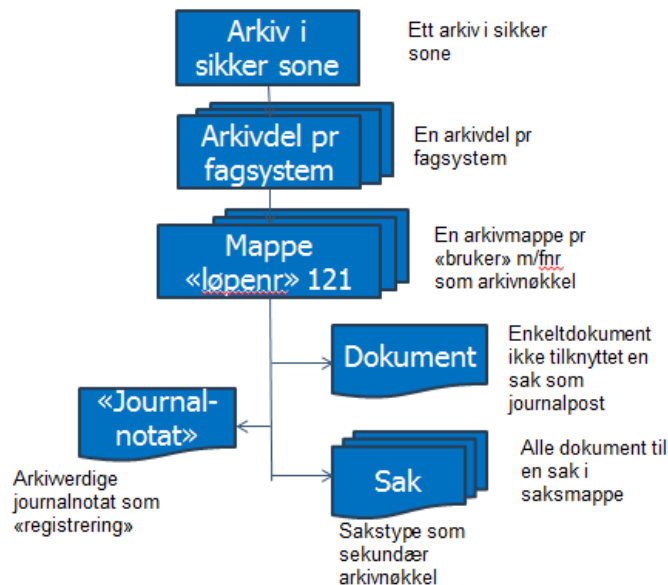 Arkiv i
sikker sone
Ett arkiv i sikker
sone
Arkivdel pr
fagsystem
En arkivdel pr
fagsystem
Mappe
«løpenr» 121
En arkivmappe pr
«bruker» m/fnr
som arkivnøkkel
Dokument
Enkeltdokument
ikke tilknyttet en
sak som
journalpost
«Journal-
notat»
Arkivverdige
journalnotat som
«registrering»
Sak
Alle dokument til
en sak i
saksmappe
Sakstype som
sekundær
arkivnøkkel